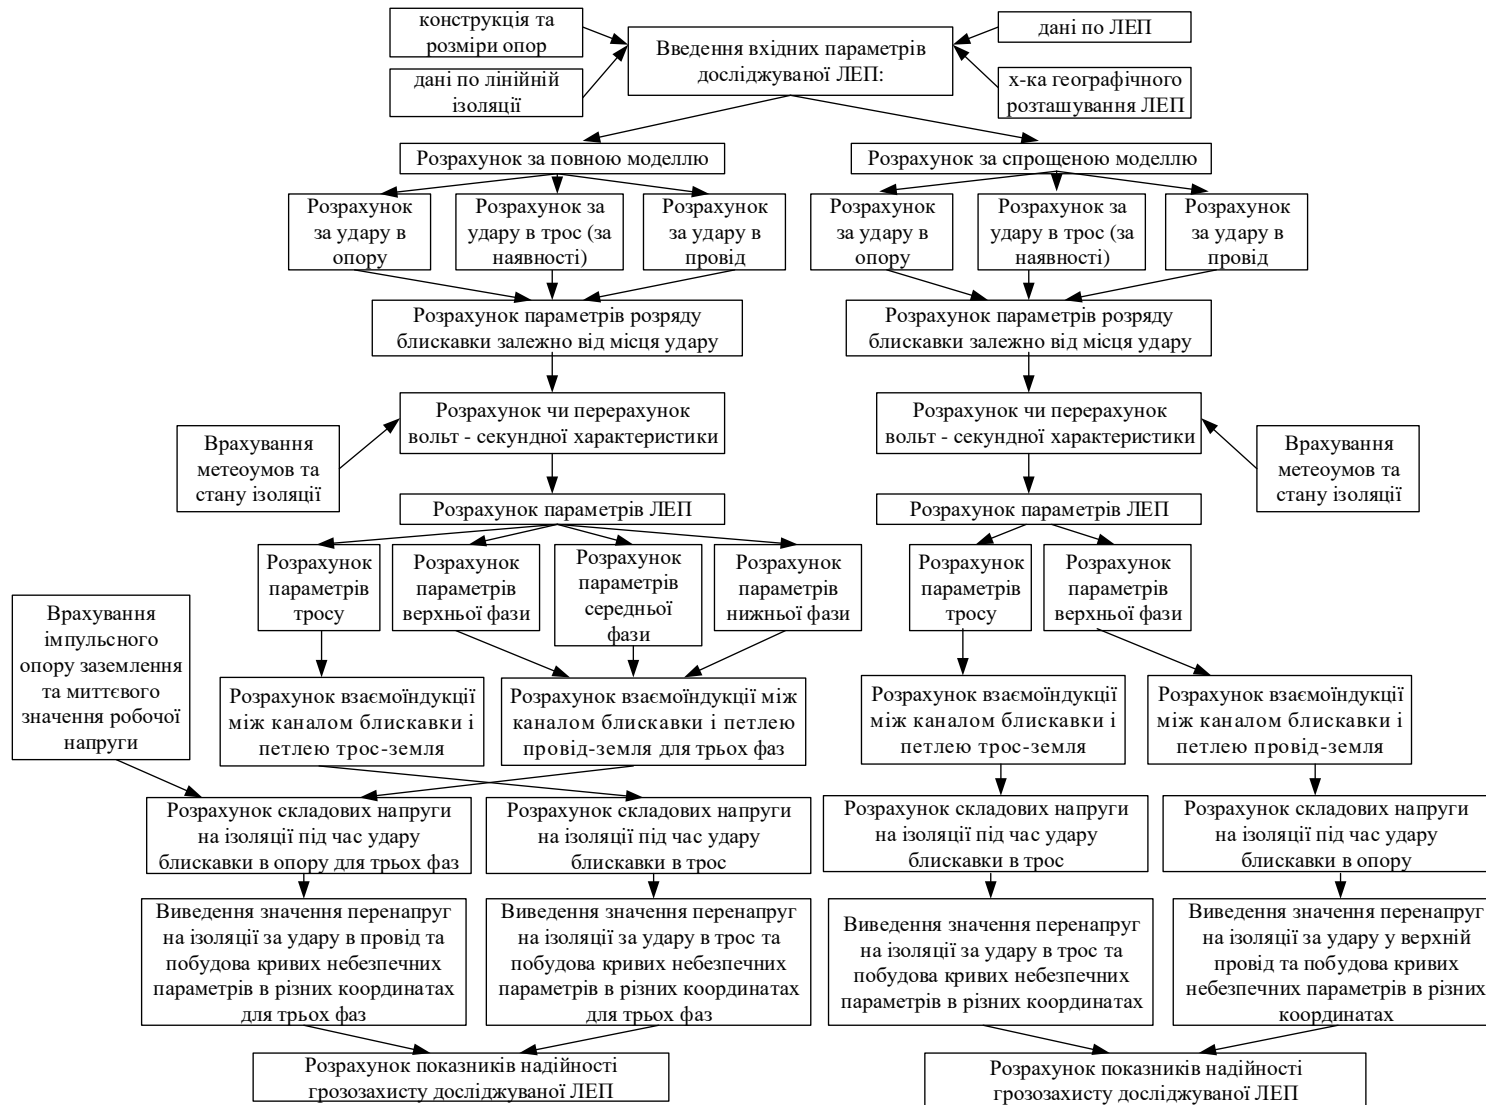 конструкція та
розміри опор
дані по лінійній
ізоляції
Введення вхідних параметрів
досліджуваної ЛЕП:
дані по ЛЕП
х-ка географічного
розташування ЛЕП
Розрахунок за повною моделлю
Розрахунок за спрощеною моделлю
Розрахунок
за удару в
опору
Розрахунок за
удару в трос (за
наявності)
Розрахунок
за удару в
провід
Розрахунок
за удару в
опору
Розрахунок за
удару в трос (за
наявності)
Розрахунок
за удару в
провід
Розрахунок параметрів розряду
блискавки залежно від місця удару
Розрахунок параметрів розряду
блискавки залежно від місця удару
Розрахунок чи перерахунок
вольт - секундної характеристики
Розрахунок чи перерахунок
вольт - секундної характеристики
Врахування
метеоумов та
стану ізоляції
Врахування
метеоумов та
стану ізоляції
Розрахунок параметрів ЛЕП
Розрахунок параметрів ЛЕП
Розрахунок
параметрів
тросу
Розрахунок
параметрів
верхньої фази
Розрахунок
параметрів
середньої
фази
Розрахунок
параметрів
нижньої фази
Розрахунок
параметрів
тросу
Розрахунок
параметрів
верхньої фази
Врахування
імпульсного
опору заземлення
та миттєвого
значення робочої
напруги
Розрахунок взаємоіндукції
між каналом блискавки і
петлею трос-земля
Розрахунок взаємоіндукції між
каналом блискавки і петлею
провід-земля для трьох фаз
Розрахунок взаємоіндукції
між каналом блискавки і
петлею трос-земля
Розрахунок взаємоіндукції
між каналом блискавки і
петлею провід-земля
Розрахунок складових напруги
на ізоляції під час удару
блискавки в опору для трьох фаз
Розрахунок складових напруги
на ізоляції під час удару
блискавки в трос
Розрахунок складових напруги
на ізоляції під час удару
блискавки в трос
Розрахунок складових напруги
на ізоляції під час удару
блискавки в опору
Виведення значення перенапруг
на ізоляції за удару в провід та
побудова кривих небезпечних
параметрів в різних координатах
для трьох фаз
Виведення значення перенапруг
на ізоляції за удару в трос та
побудова кривих небезпечних
параметрів в різних координатах
для трьох фаз
Виведення значення перенапруг
на ізоляції за удару в трос та
побудова кривих небезпечних
параметрів в різних координатах
Виведення значення перенапруг
на ізоляції за удару у верхній
провід та побудова кривих
небезпечних параметрів в різних
координатах
Розрахунок показників надійності
грозозахисту досліджуваної ЛЕП
Розрахунок показників надійності
грозозахисту досліджуваної ЛЕП